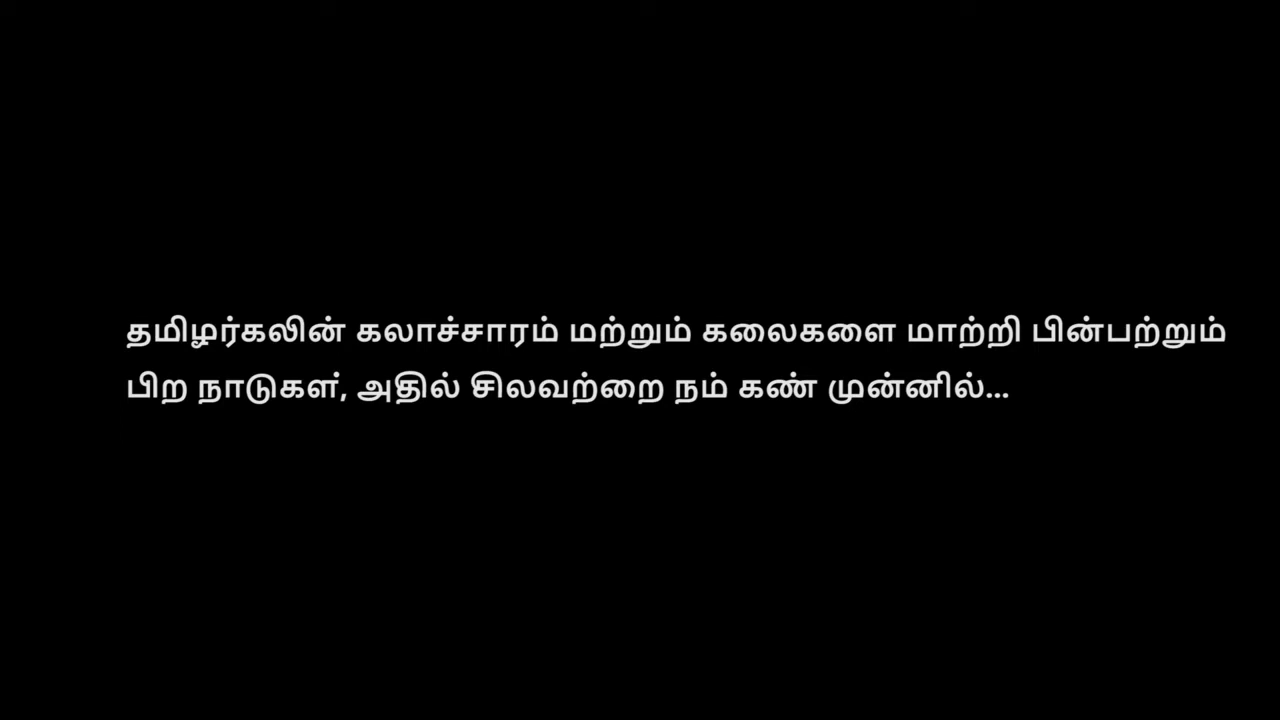 தமிழர்கலின் கலாச்சாரம் மற்றும் கலைகளை மாற்றி பின்பற்றும்
பிற நாடுகள், அதில் சிலவற்றை நம் கண் முன்னில்...